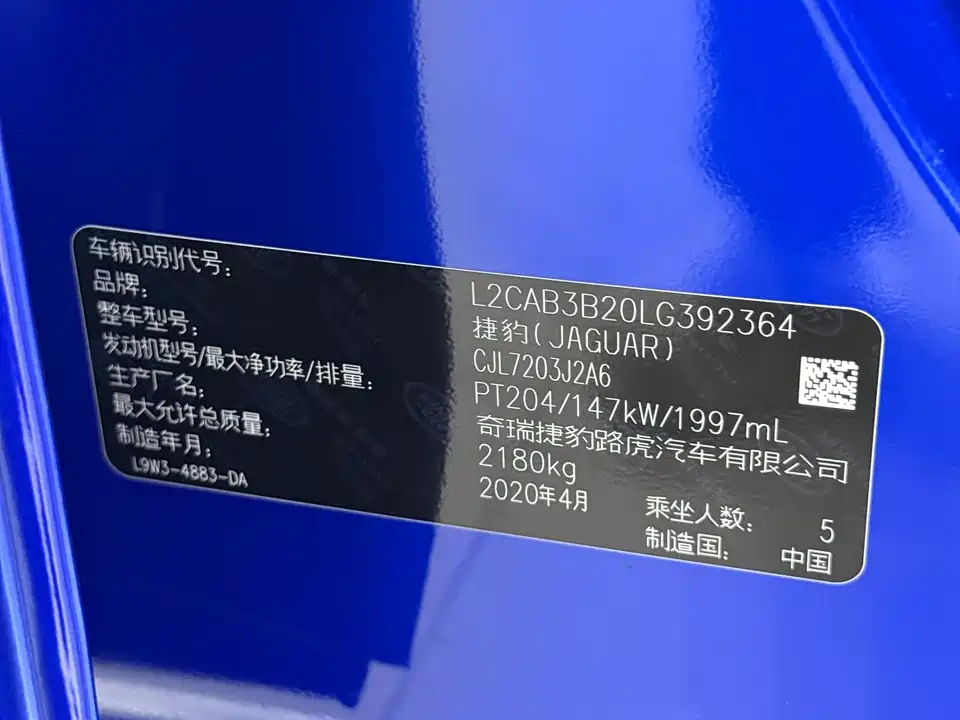 车辆识别代号: L2CAB3B20LG392364
品牌: 捷豹(JAGUAR)
整车型号: CJL7203J2A6
发动机型号/最大净功率/排量: PT204/147kW/1997mL
生产厂名: 奇瑞捷豹路虎汽车有限公司
最大允许总质量: 2180kg
制造年月: 2020年4月 乘坐人数: 5
L9W3-4883-DA 制造国: 中国